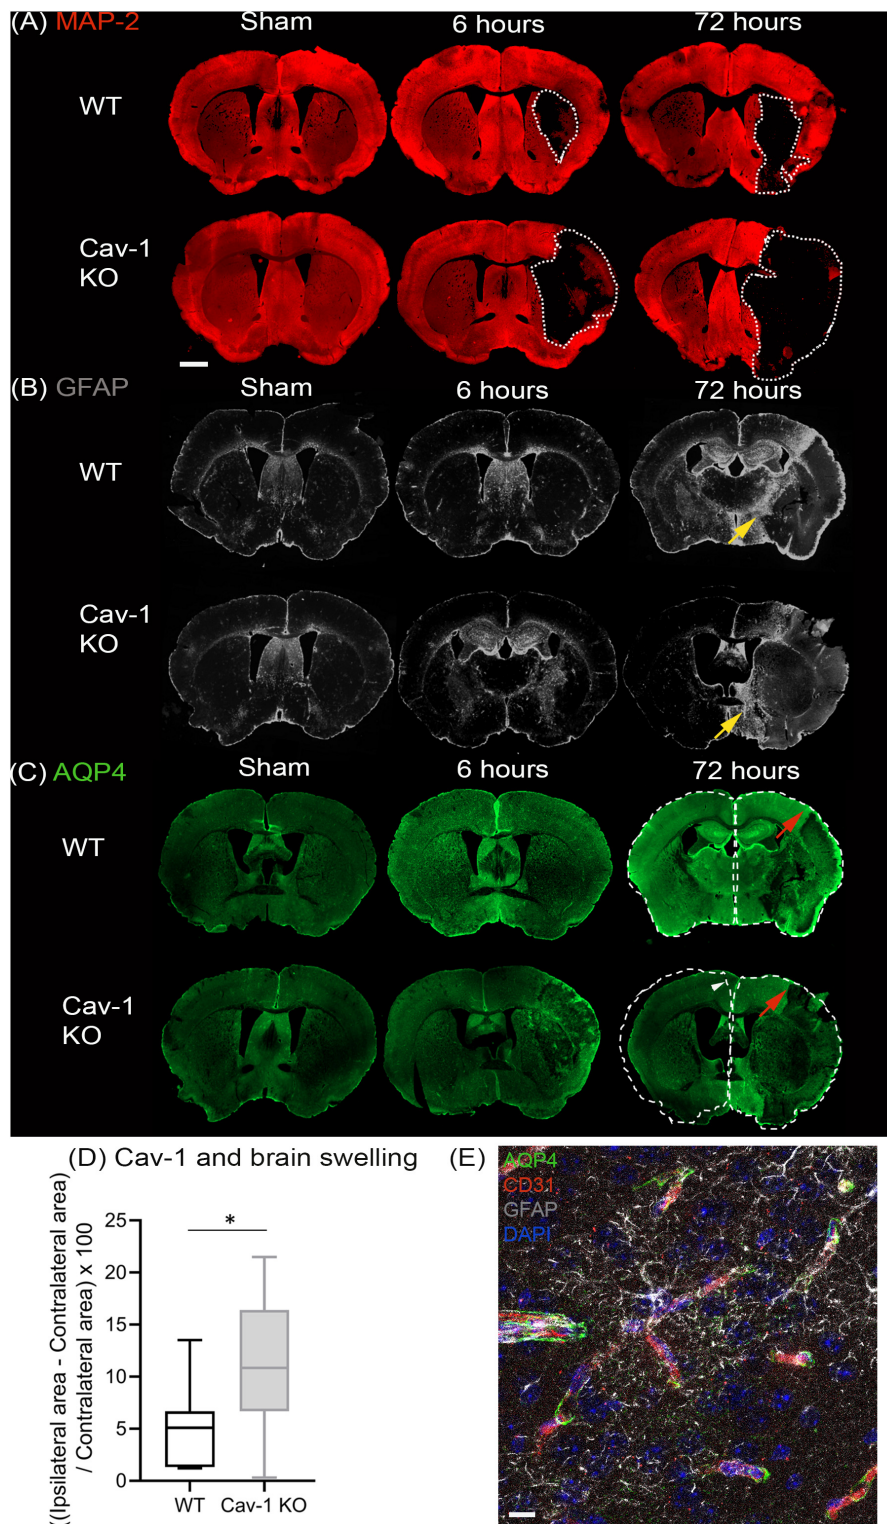 (A) MAP-2 Sham 6 hours 72 hours
WT
Cav-1
KO
(B) GFAP Sham 6 hours 72 hours
WT
Cav-1
KO
(C) AQP4 Sham 6 hours 72 hours
WT
Cav-1
KO
(D) Cav-1 and brain swelling
((Ipsilateral area - Contralateral area)
/ Contralateral area) x 100
25
20
15
10
5
0
*
WT Cav-1 KO
(E) AQP4
CD31
GFAP
DAPI